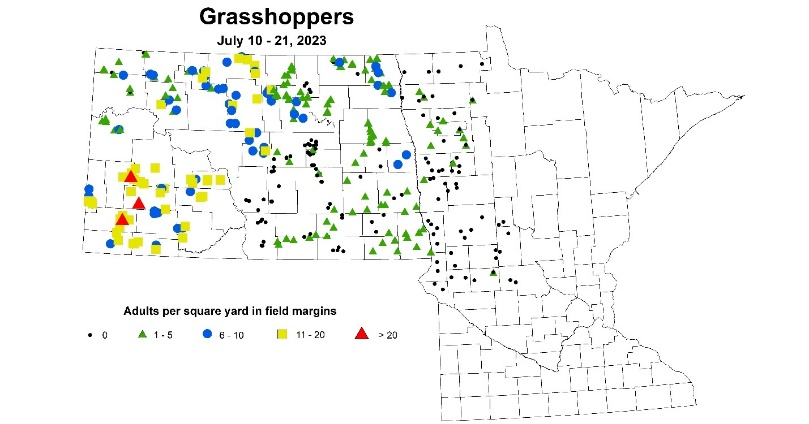 Grasshoppers
July 10 - 21, 2023
Adults per square yard in field margins
0 1 - 5 6 - 10 11 - 20 > 20